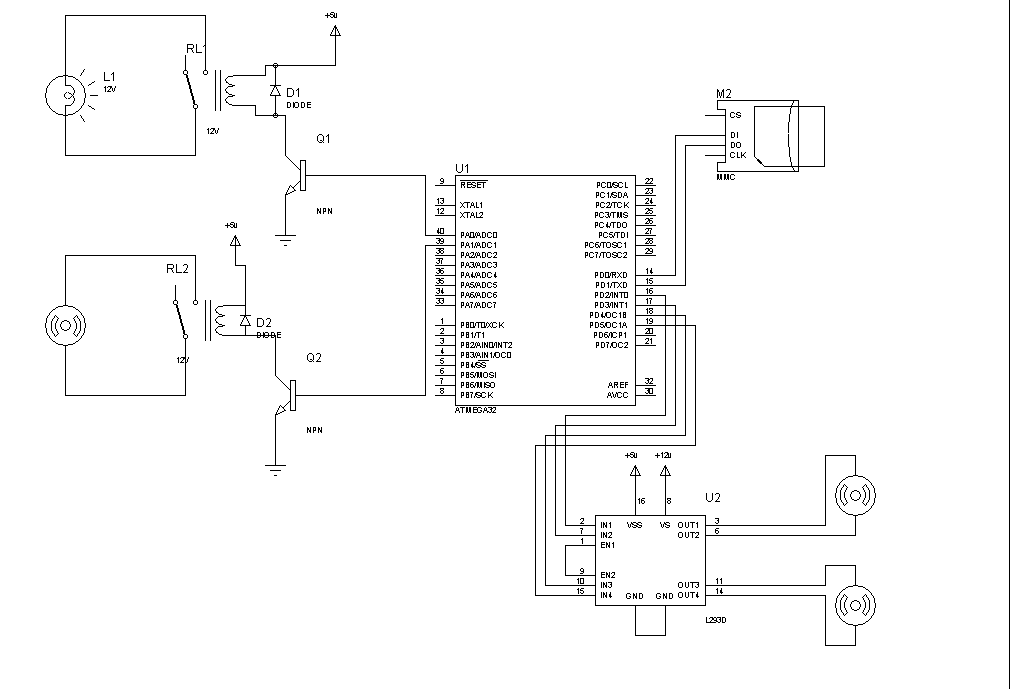 +5v
RL1
L1
12V
D1
DIODE
12V
Q1
NPN
M2
CS
DI
DO
CLK
MMC
U1
9 RESET
13 XTAL1
12 XTAL2
40 PA0/ADC0
39 PA1/ADC1
38 PA2/ADC2
37 PA3/ADC3
36 PA4/ADC4
35 PA5/ADC5
34 PA6/ADC6
33 PA7/ADC7
1 PB0/T0/XCK
2 PB1/T1
3 PB2/AIN0/INT2
4 PB3/AIN1/OC0
5 PB4/SS
6 PB5/MOSI
7 PB6/MISO
8 PB7/SCK
PC0/SCL 22
PC1/SDA 23
PC2/TCK 24
PC3/TMS 25
PC4/TDO 26
PC5/TDI 27
PC6/TOSC1 28
PC7/TOSC2 29
PD0/RXD 14
PD1/TXD 15
PD2/INT0 16
PD3/INT1 17
PD4/OC1B 18
PD5/OC1A 19
PD6/ICP1 20
PD7/OC2 21
AREF 32
AVCC 30
ATMEGA32
+5v
RL2
D2
DIODE
12V
Q2
NPN
+5v
+12v
U2
16
8
2 IN1
7 IN2
1 EN1
9 EN2
10 IN3
15 IN4
VSS
VS
OUT1 3
OUT2 6
OUT3 11
OUT4 14
GND
GND
L293D